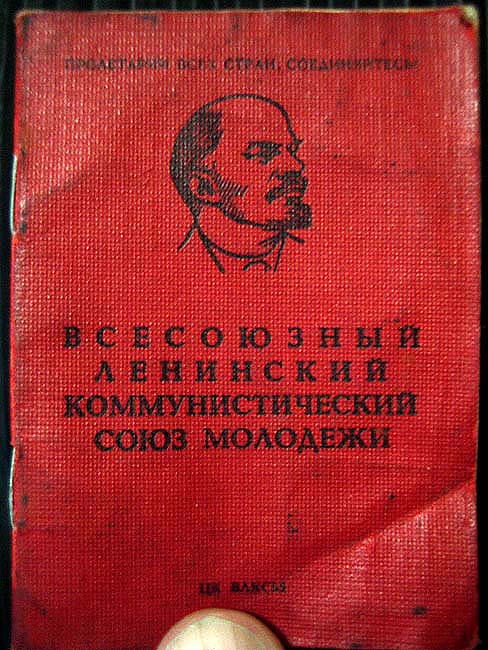 ПРОЛЕТАРИИ ВСЕХ СТРАН, СОЕДИНЯЙТЕСЬ!
ВСЕСОЮЗНЫЙ
ЛЕНИНСКИЙ
КОММУНИСТИЧЕСКИЙ
СОЮЗ МОЛОДЕЖИ
ЦК ВЛКСМ